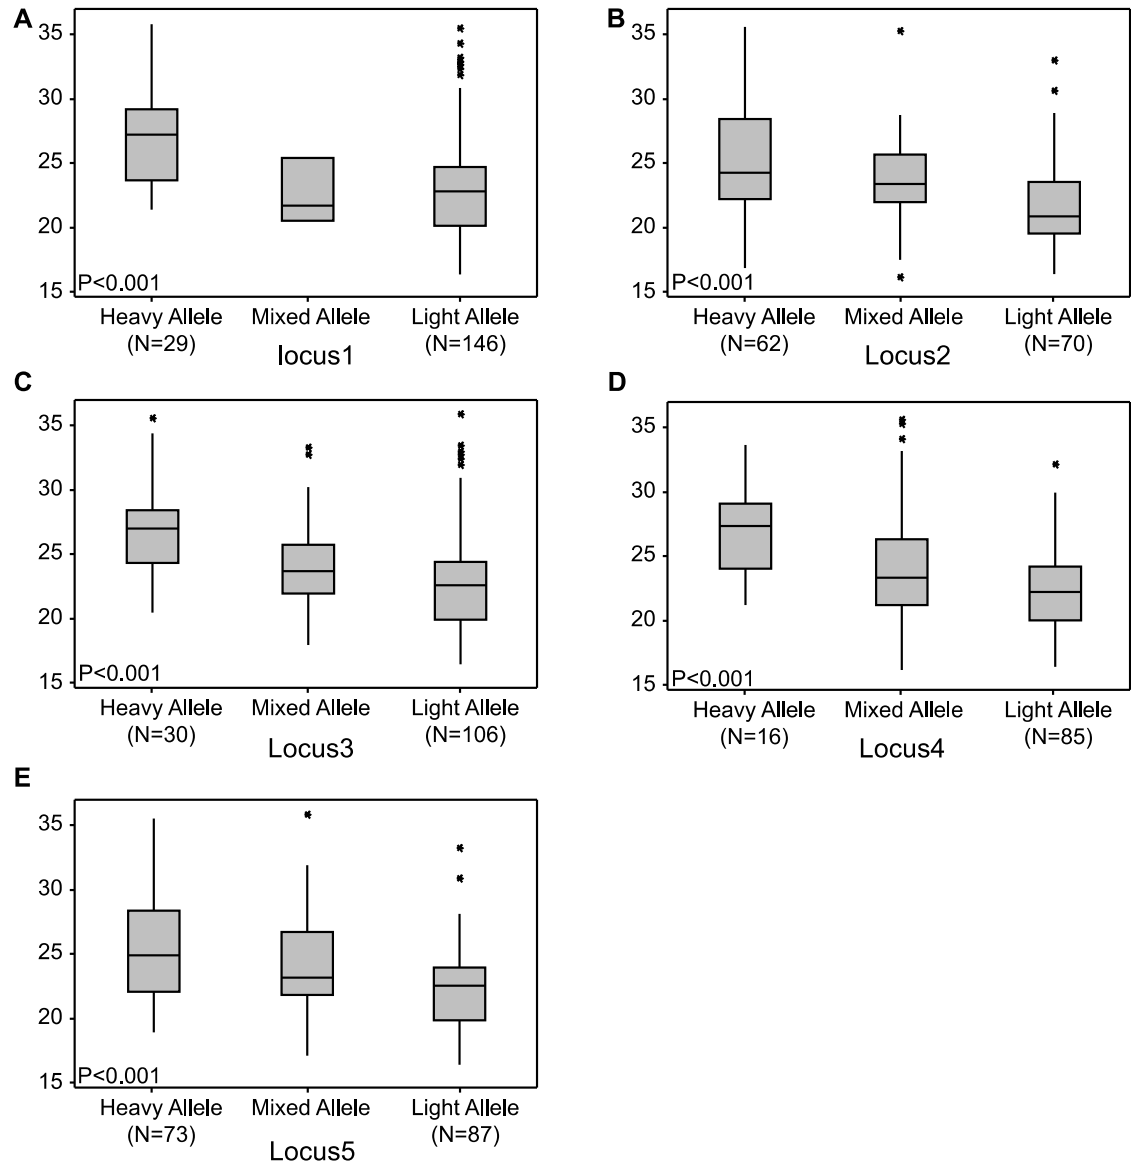 A
35
30
25
20
15
P<0.001
Heavy Allele Mixed Allele Light Allele
(N=29) (N=146)
locus1
B
35
30
25
20
15
P<0.001
Heavy Allele Mixed Allele Light Allele
(N=62) (N=70)
Locus2
C
35
30
25
20
15
P<0.001
Heavy Allele Mixed Allele Light Allele
(N=30) (N=106)
Locus3
D
35
30
25
20
15
P<0.001
Heavy Allele Mixed Allele Light Allele
(N=16) (N=85)
Locus4
E
35
30
25
20
15
P<0.001
Heavy Allele Mixed Allele Light Allele
(N=73) (N=87)
Locus5